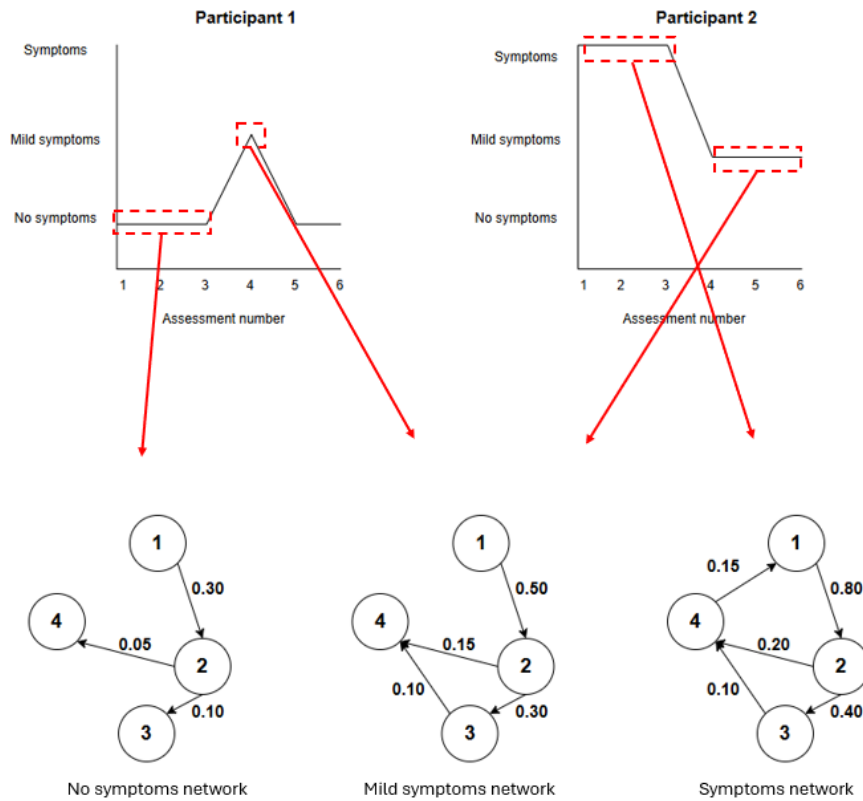 Participant 1
Symptoms
Mild symptoms
No symptoms
1 2 3 4 5 6
Assessment number
Participant 2
Symptoms
Mild symptoms
No symptoms
1 2 3 4 5 6
Assessment number
1
0.30
4
0.05
2
0.10
3
No symptoms network
1
0.50
4
0.15
2
0.10
0.30
3
Mild symptoms network
1
0.15
0.80
4
0.20
2
0.10
0.40
3
Symptoms network